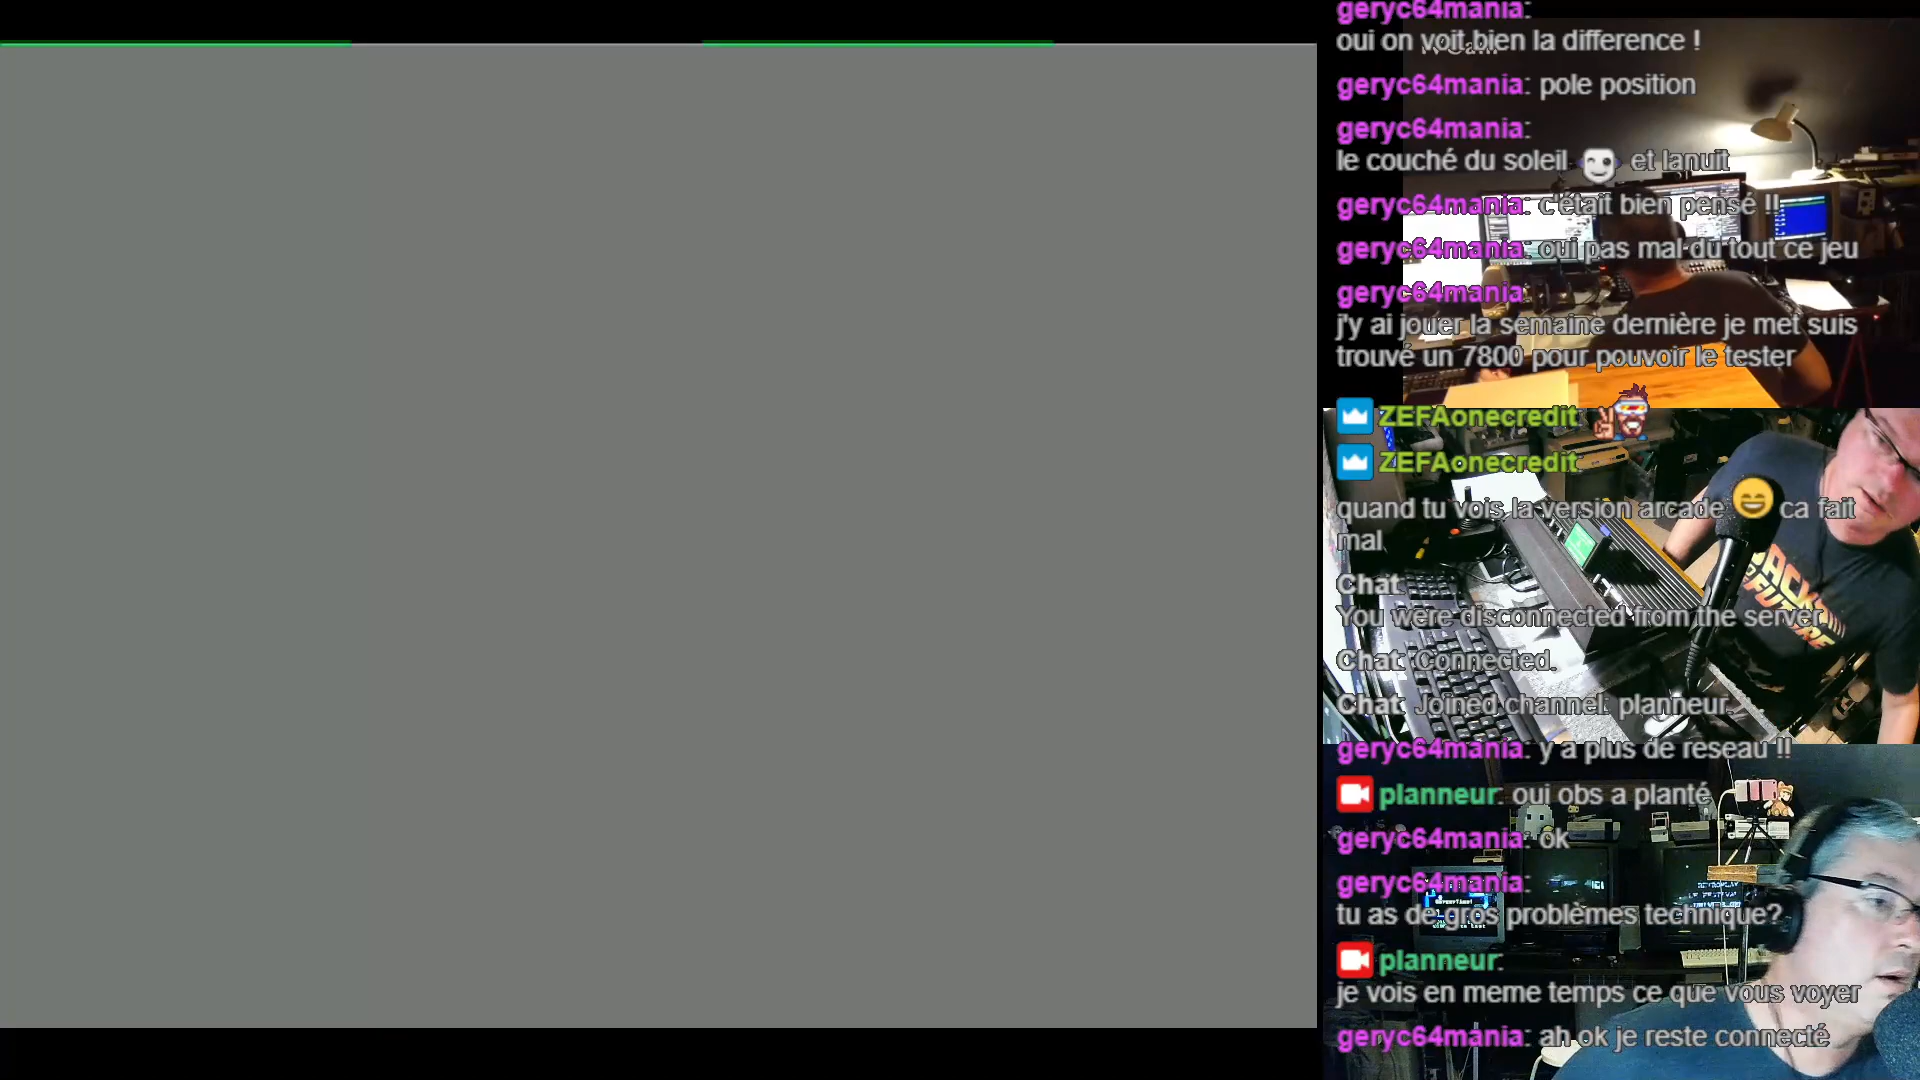 geryc64mania:
oui on voit bien la difference !
geryc64mania: pole position
geryc64mania:
le couché du soleil et lanuit
geryc64mania: c'était bien pensé !!
geryc64mania: oui pas mal du tout ce jeu
geryc64mania:
j'y ai jouer la semaine dernière je met suis
trouvé un 7800 pour pouvoir le tester
ZEFAonecredit:
ZEFAonecredit:
quand tu vois la version arcade ca fait
mal
Chat:
You were disconnected from the server.
Chat: Connected.
Chat: Joined channel: planneur.
geryc64mania: y a plus de reseau !!
planneur: oui obs a planté
geryc64mania: ok
geryc64mania:
tu as de gros problèmes technique?
planneur:
je vois en meme temps ce que vous voyer
geryc64mania: ah ok je reste connecté
BACK
FUTURE